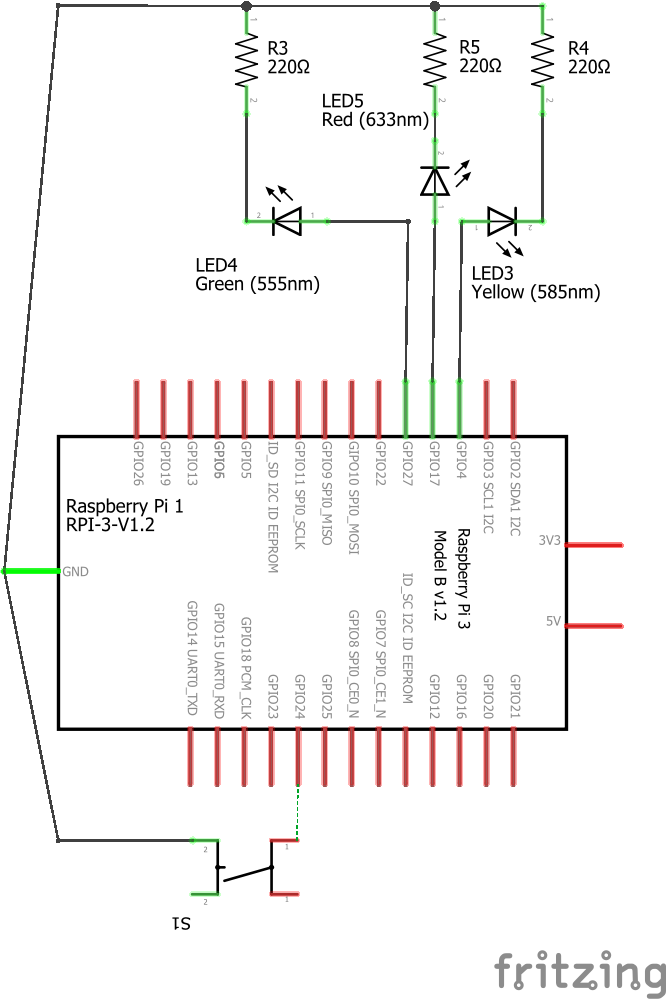 1
1
1
R3
220Ω
R5
220Ω
R4
220Ω
2
2
2
LED5
Red (633nm)
2
1
2
1
1
2
LED4
Green (555nm)
LED3
Yellow (585nm)
GPIO26
GPIO19
GPIO13
GPIO6
GPIO5
ID_SD I2C ID EEPROM
GPIO11 SPI0_SCLK
GPIO9 SPI0_MISO
GIPO10 SPI0_MOSI
GPIO22
GPIO27
GPIO17
GPIO4
GPIO3 SCL1 I2C
GPIO2 SDA1 I2C
Raspberry Pi 1
RPI-3-V1.2
Raspberry Pi 3
Model B v1.2
3V3
GND
5V
GPIO14 UART0_TXD
GPIO15 UART0_RXD
GPIO18 PCM_CLK
GPIO23
GPIO24
GPIO25
GPIO8 SPI0_CE0_N
GPIO7 SPI0_CE1_N
ID_SC I2C ID EEPROM
GPIO12
GPIO16
GPIO20
GPIO21
2
1
2
1
S1
fritzing